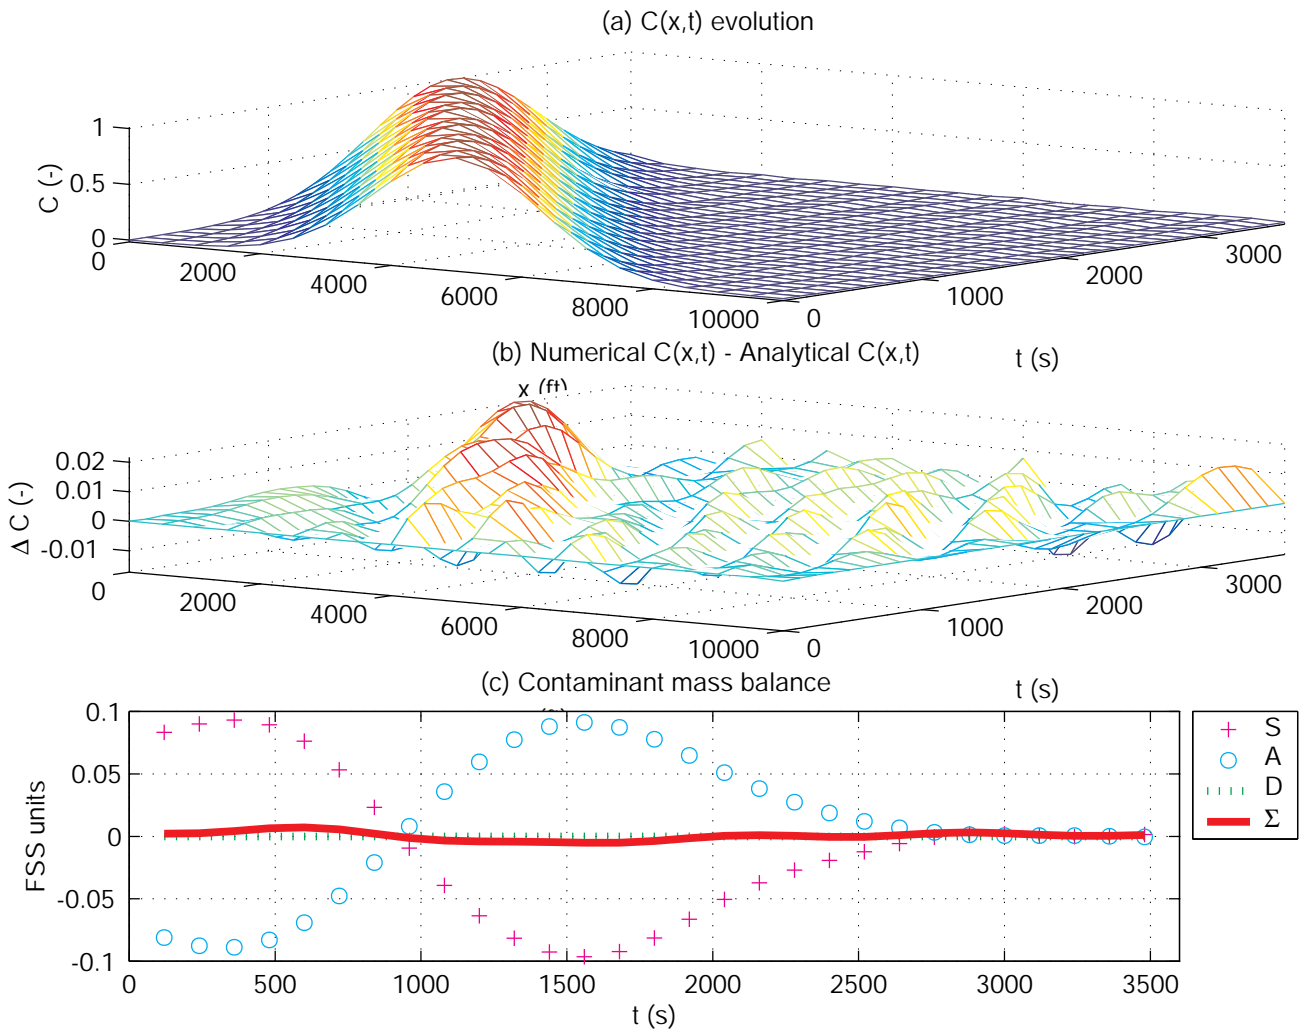 (a) C(x,t) evolution
1
0.5
0
C (-)
0
2000
4000
6000
8000
10000
0
1000
2000
3000
t (s)
(b) Numerical C(x,t) - Analytical C(x,t)
x (ft)
0.02
0.01
0
-0.01
Δ C (-)
0
2000
4000
6000
8000
10000
0
1000
2000
3000
t (s)
(c) Contaminant mass balance
0.1
0.05
0
-0.05
-0.1
FSS units
0
500
1000
1500
2000
2500
3000
3500
t (s)
S
A
D
Σ